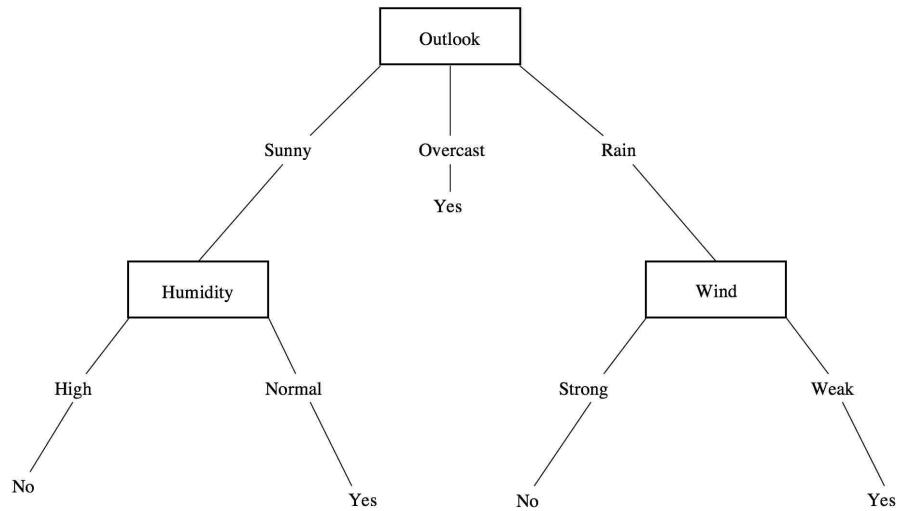 Outlook
Sunny
Overcast
Rain
Yes
Humidity
Wind
High
Normal
Strong
Weak
No
Yes
No
Yes